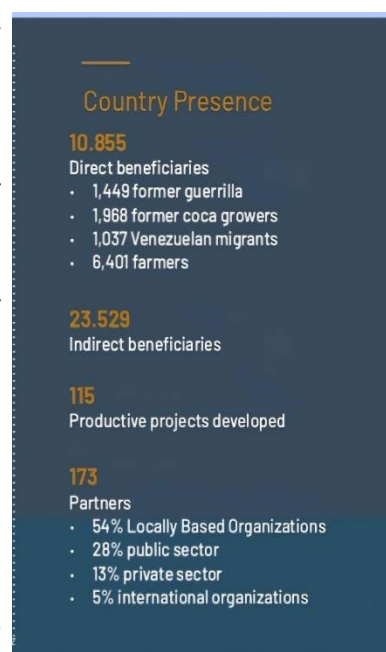 Country Presence
10.855
Direct beneficiaries
• 1,449 former guerrilla
• 1,968 former coca growers
• 1,037 Venezuelan migrants
• 6,401 farmers
23.529
Indirect beneficiaries
115
Productive projects developed
173
Partners
• 54% Locally Based Organizations
• 28% public sector
• 13% private sector
• 5% international organizations